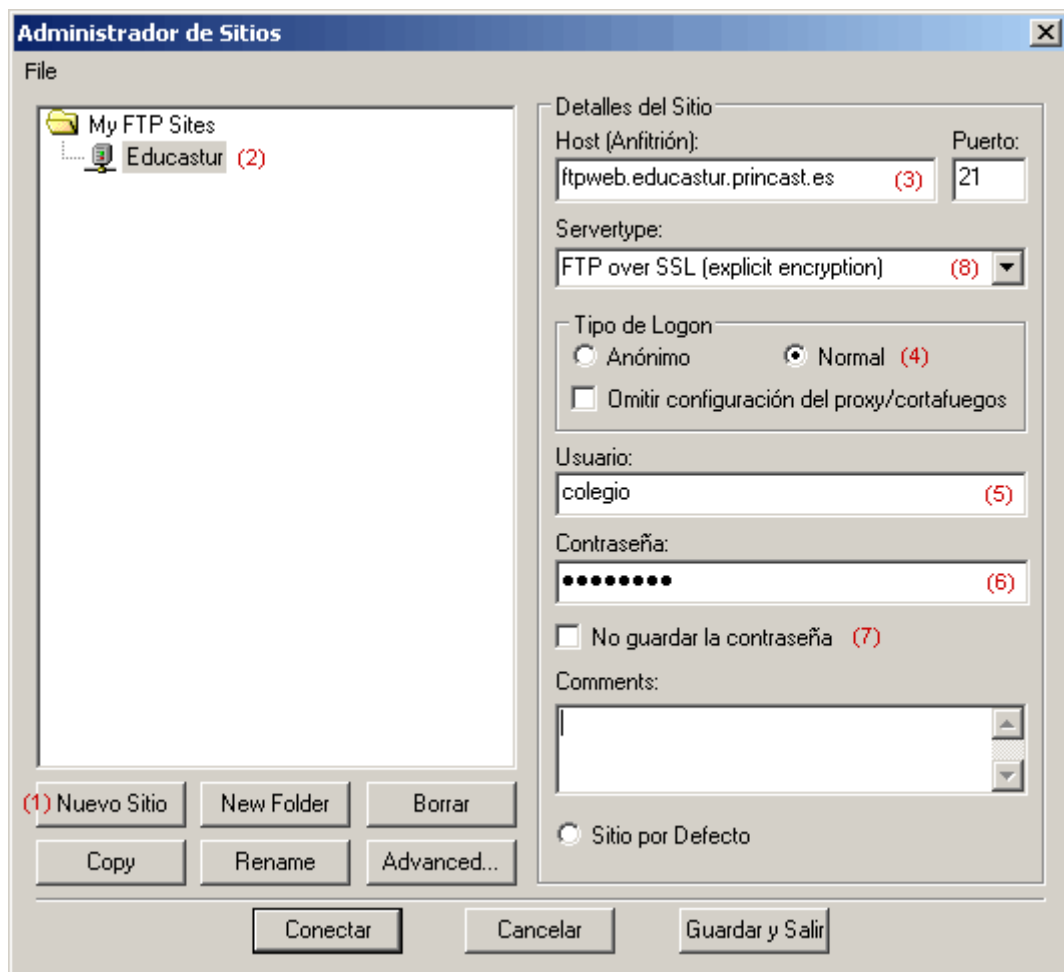 Administrador de Sitios
File
My FTP Sites
Educastur (2)
Detalles del Sitio
Host (Anfitrión): Puerto:
ftpweb.educastur.princast.es (3) 21
Servertype:
FTP over SSL (explicit encryption) (8)
Tipo de Logon
Anónimo Normal (4)
Omitir configuración del proxy/cortafuegos
Usuario:
colegio (5)
Contraseña:
●●●●●●●● (6)
No guardar la contraseña (7)
Comments:
(1) Nuevo Sitio New Folder Borrar
Copy Rename Advanced...
Sitio por Defecto
Conectar Cancelar Guardar y Salir